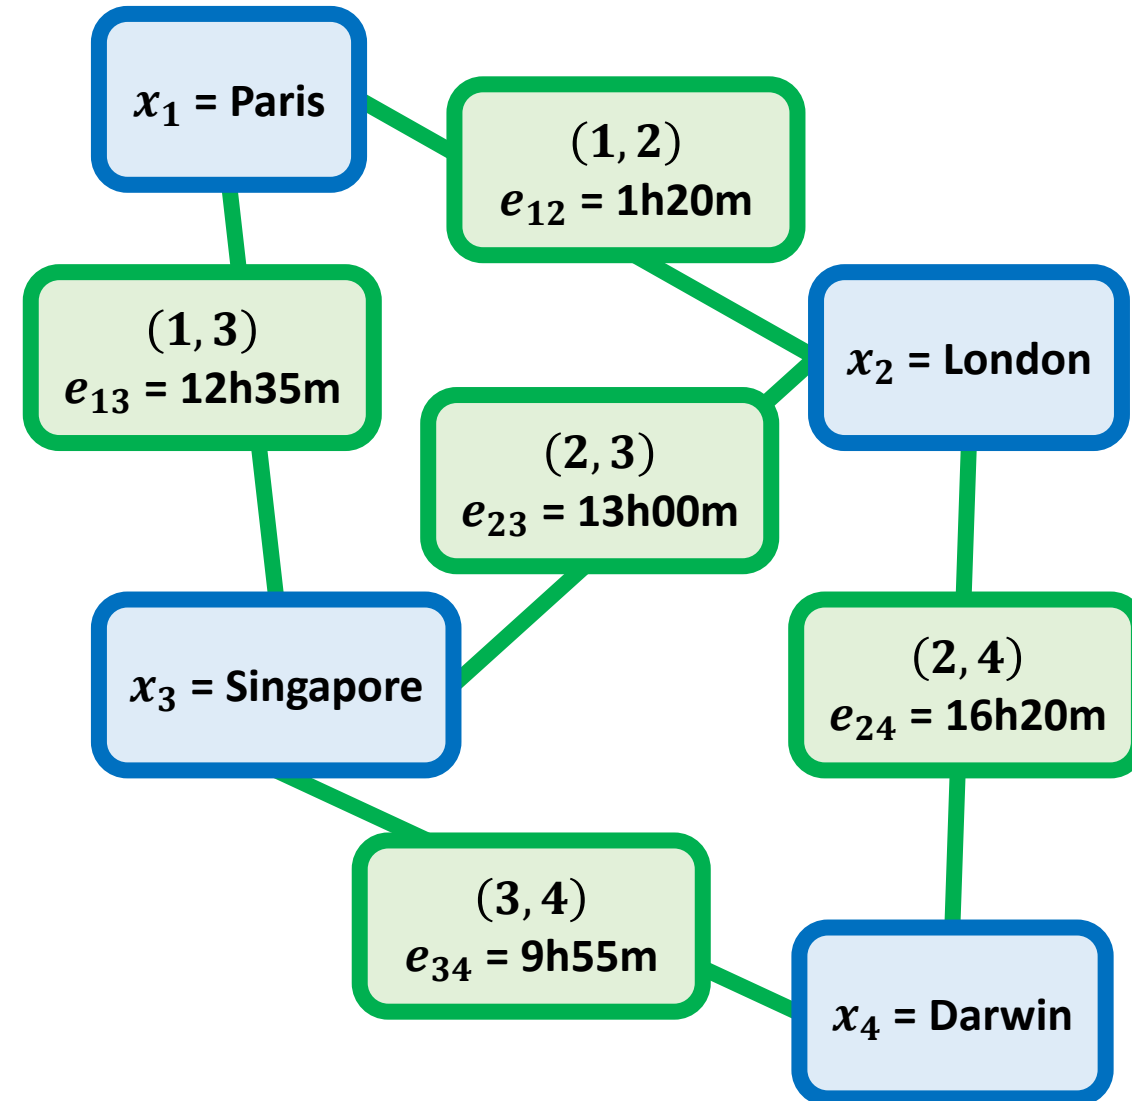 x₁ = Paris
(1, 2)
e₁₂ = 1h20m
(1, 3)
e₁₃ = 12h35m
x₂ = London
(2, 3)
e₂₃ = 13h00m
x₃ = Singapore
(2, 4)
e₂₄ = 16h20m
(3, 4)
e₃₄ = 9h55m
x₄ = Darwin